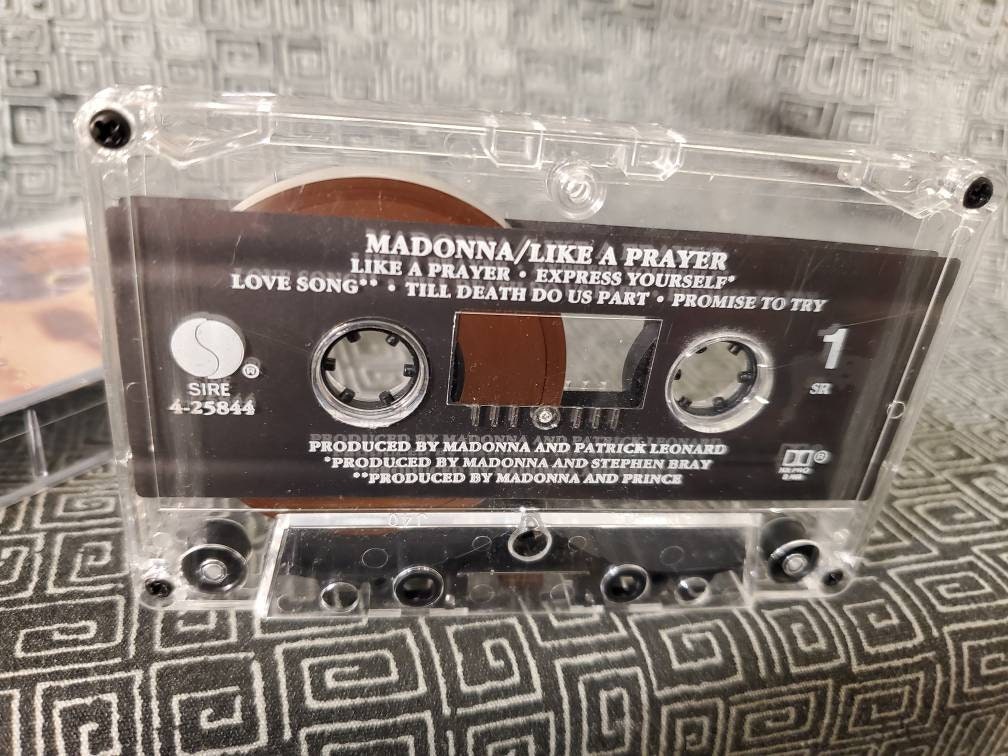 MADONNA/LIKE A PRAYER
LIKE A PRAYER • EXPRESS YOURSELF*
LOVE SONG** • TILL DEATH DO US PART • PROMISE TO TRY
1
SR
SIRE ®
4-25844
PRODUCED BY MADONNA AND PATRICK LEONARD
*PRODUCED BY MADONNA AND STEPHEN BRAY
**PRODUCED BY MADONNA AND PRINCE
®
HX PRO